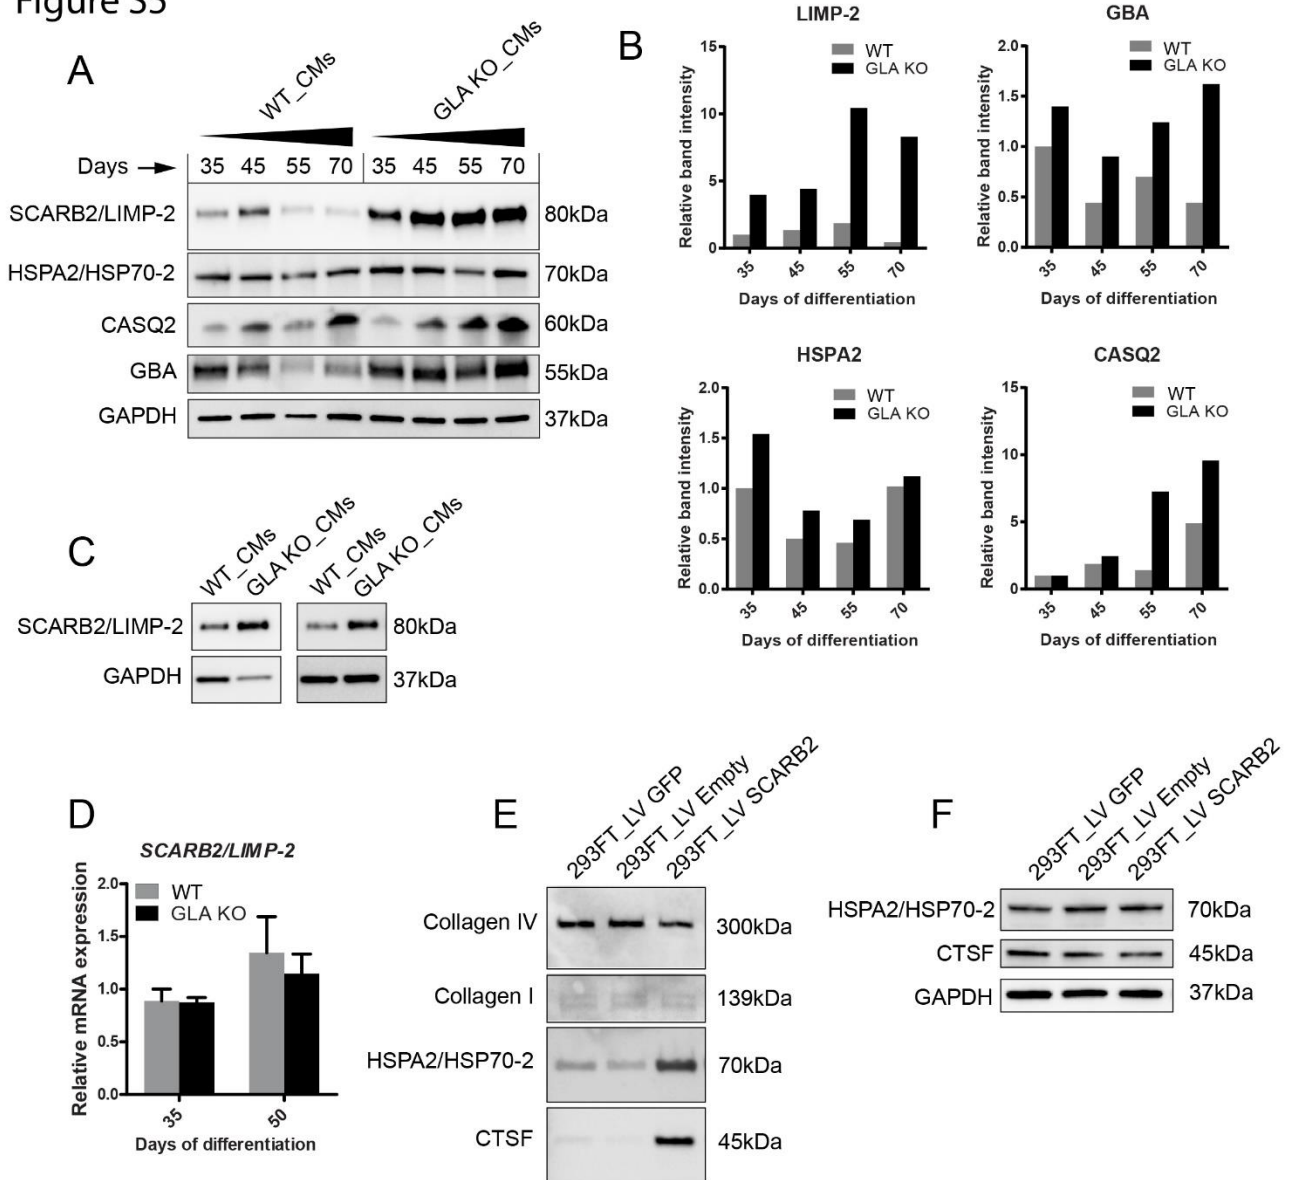 Figure S5
A
WT_CMs
GLA KO_CMs
Days
35 45 55 70 35 45 55 70
SCARB2/LIMP-2
80kDa
HSPA2/HSP70-2
70kDa
CASQ2
60kDa
GBA
55kDa
GAPDH
37kDa
B
LIMP-2
WT
GLA KO
Relative band intensity
15
10
5
0
35 45 55 70
Days of differentiation
GBA
WT
GLA KO
Relative band intensity
2.0
1.5
1.0
0.5
0.0
35 45 55 70
Days of differentiation
HSPA2
WT
GLA KO
Relative band intensity
2.0
1.5
1.0
0.5
0.0
35 45 55 70
Days of differentiation
CASQ2
WT
GLA KO
Relative band intensity
15
10
5
0
35 45 55 70
Days of differentiation
C
WT_CMs
GLA KO_CMs
WT_CMs
GLA KO_CMs
SCARB2/LIMP-2
80kDa
GAPDH
37kDa
D
SCARB2/LIMP-2
WT
GLA KO
Relative mRNA expression
2.0
1.5
1.0
0.5
0.0
35 50
Days of differentiation
E
293FT_LV GFP
293FT_LV Empty
293FT_LV SCARB2
Collagen IV
300kDa
Collagen I
139kDa
HSPA2/HSP70-2
70kDa
CTSF
45kDa
F
293FT_LV GFP
293FT_LV Empty
293FT_LV SCARB2
HSPA2/HSP70-2
70kDa
CTSF
45kDa
GAPDH
37kDa